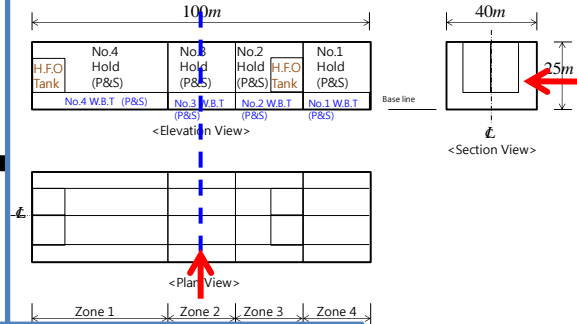 100m
40m
25m
H.F.O
Tank
No.4
Hold
(P&S)
No.3
Hold
(P&S)
No.2
Hold
(P&S)
H.F.O
Tank
No.1
Hold
(P&S)
No.4 W.B.T (P&S)
No.3 W.B.T
(P&S)
No.2 W.B.T
(P&S)
No.1 W.B.T
(P&S)
Base line
<Elevation View>
℄
<Section View>
℄
<Plan View>
Zone 1
Zone 2
Zone 3
Zone 4